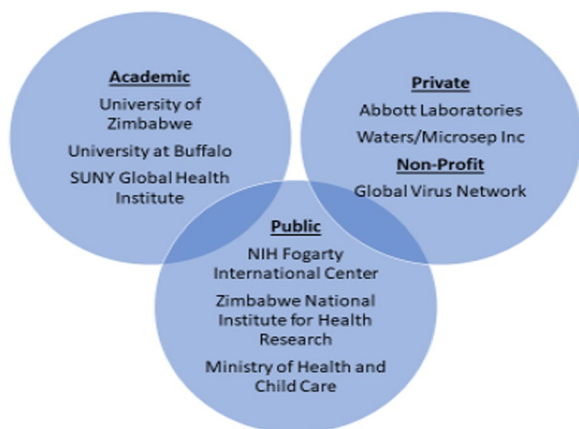 Academic
University of
Zimbabwe
University at Buffalo
SUNY Global Health
Institute
Private
Abbott Laboratories
Waters/Microsep Inc
Non-Profit
Global Virus Network
Public
NIH Fogarty
International Center
Zimbabwe National
Institute for Health
Research
Ministry of Health and
Child Care